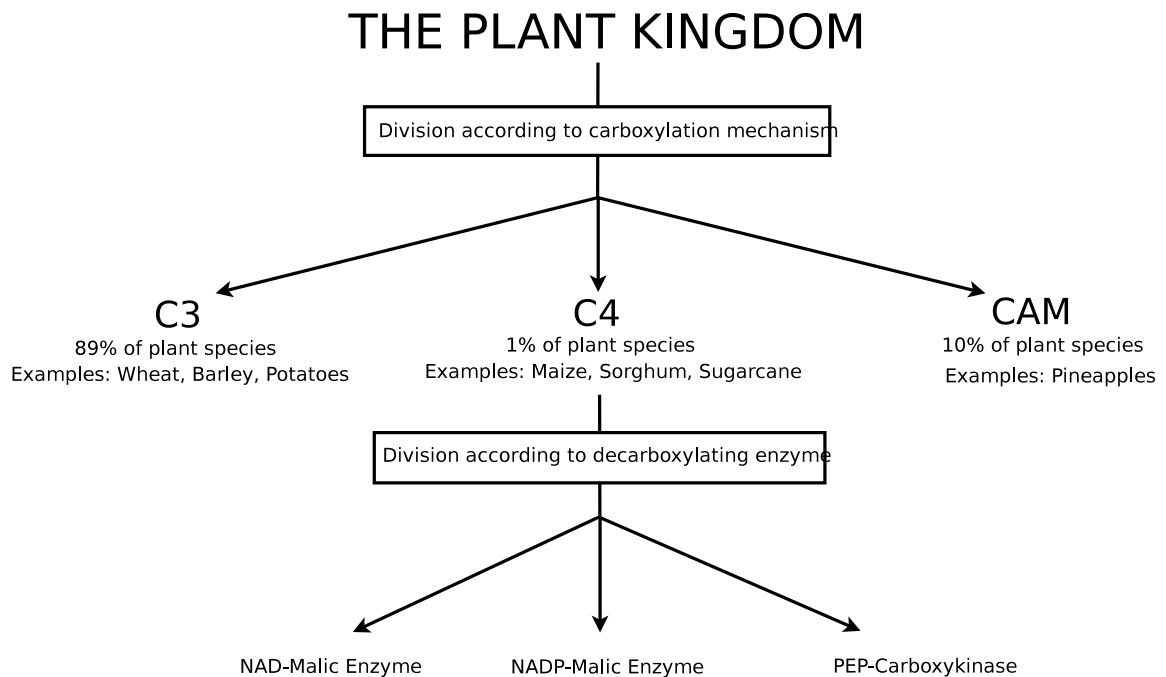 THE PLANT KINGDOM
Division according to carboxylation mechanism
C3
89% of plant species
Examples: Wheat, Barley, Potatoes
C4
1% of plant species
Examples: Maize, Sorghum, Sugarcane
CAM
10% of plant species
Examples: Pineapples
Division according to decarboxylating enzyme
NAD-Malic Enzyme
NADP-Malic Enzyme
PEP-Carboxykinase